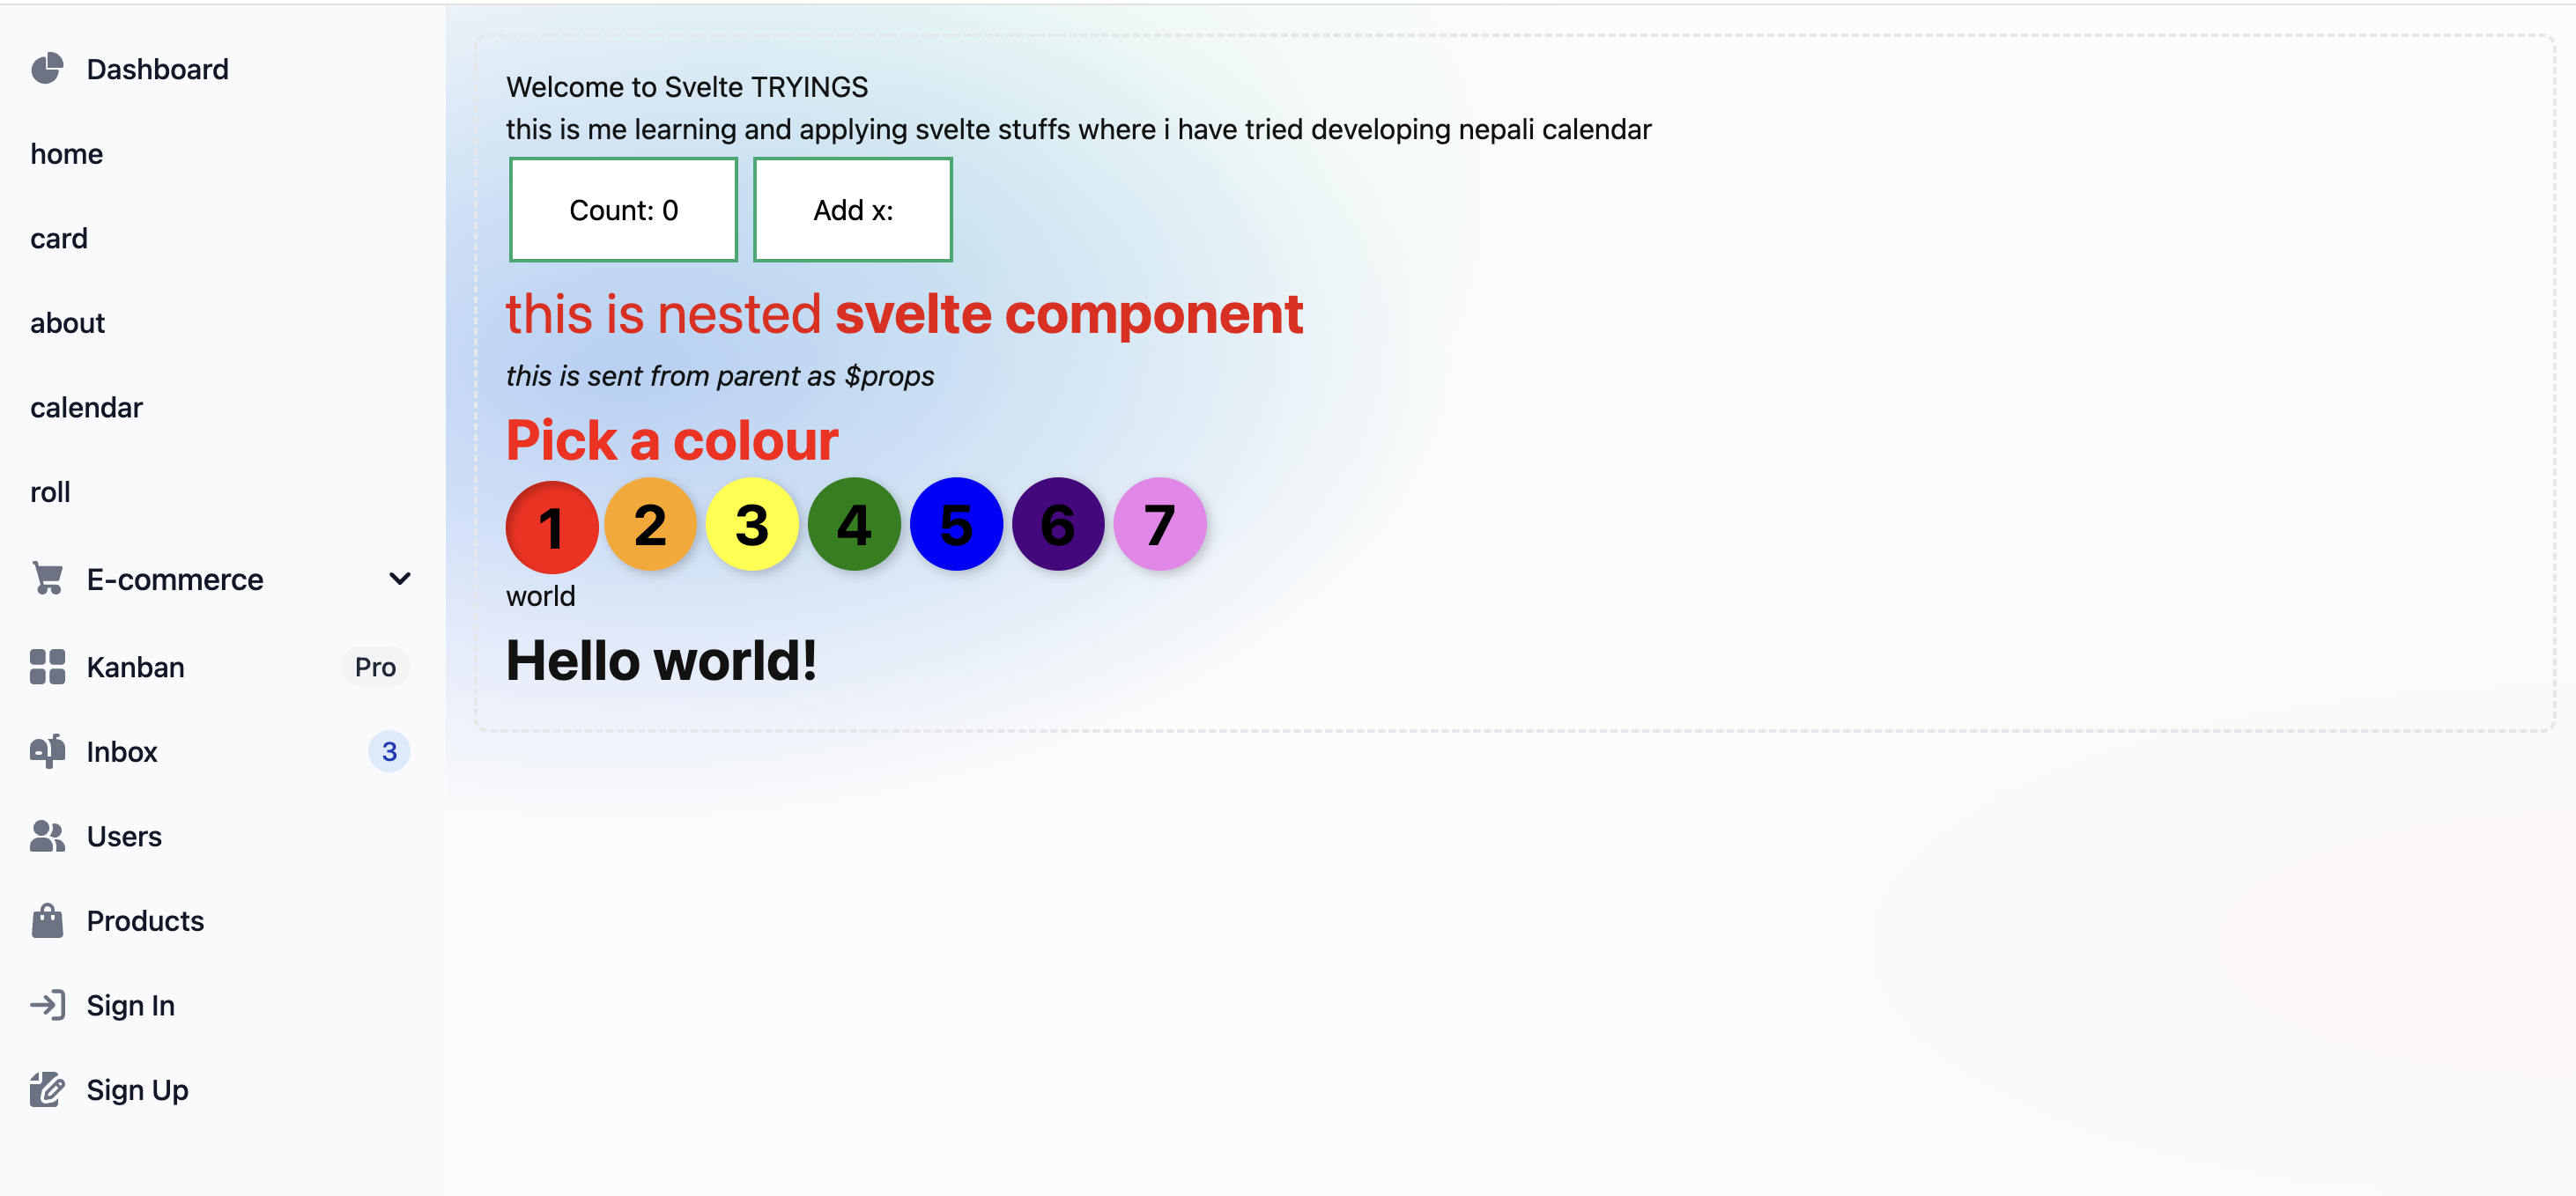 Dashboard
home
card
about
calendar
roll
E-commerce
Kanban Pro
Inbox 3
Users
Products
Sign In
Sign Up
Welcome to Svelte TRYINGS
this is me learning and applying svelte stuffs where i have tried developing nepali calendar
Count: 0 Add x:
this is nested svelte component
this is sent from parent as $props
Pick a colour
1 2 3 4 5 6 7
world
Hello world!